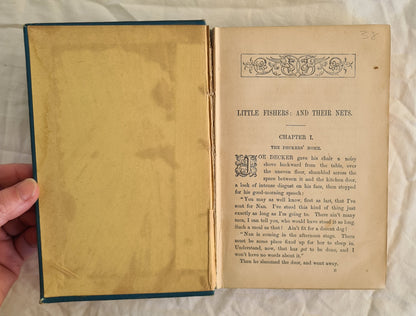 38
LITTLE FISHERS: AND THEIR NETS.
CHAPTER I.
THE DECKERS' HOME.
JOE DECKER gave his chair a noisy
shove backward from the table, over
the uneven floor, shambled across the
space between it and the kitchen door,
a look of intense disgust on his face, then stopped
for his good-morning speech:
"You may as well know, first as last, that I've
sent for Nan. I've stood this kind of thing just
exactly as long as I'm going to. There ain't many
men, I can tell you, who would have stood it so long.
Such a meal as that! Ain't fit for a decent dog!
"Nan is coming in the afternoon stage. There
must be some place fixed up for her to sleep in.
Understand, now, that has got to be done, and I
won't have no words about it."
Then he slammed the door, and went away.